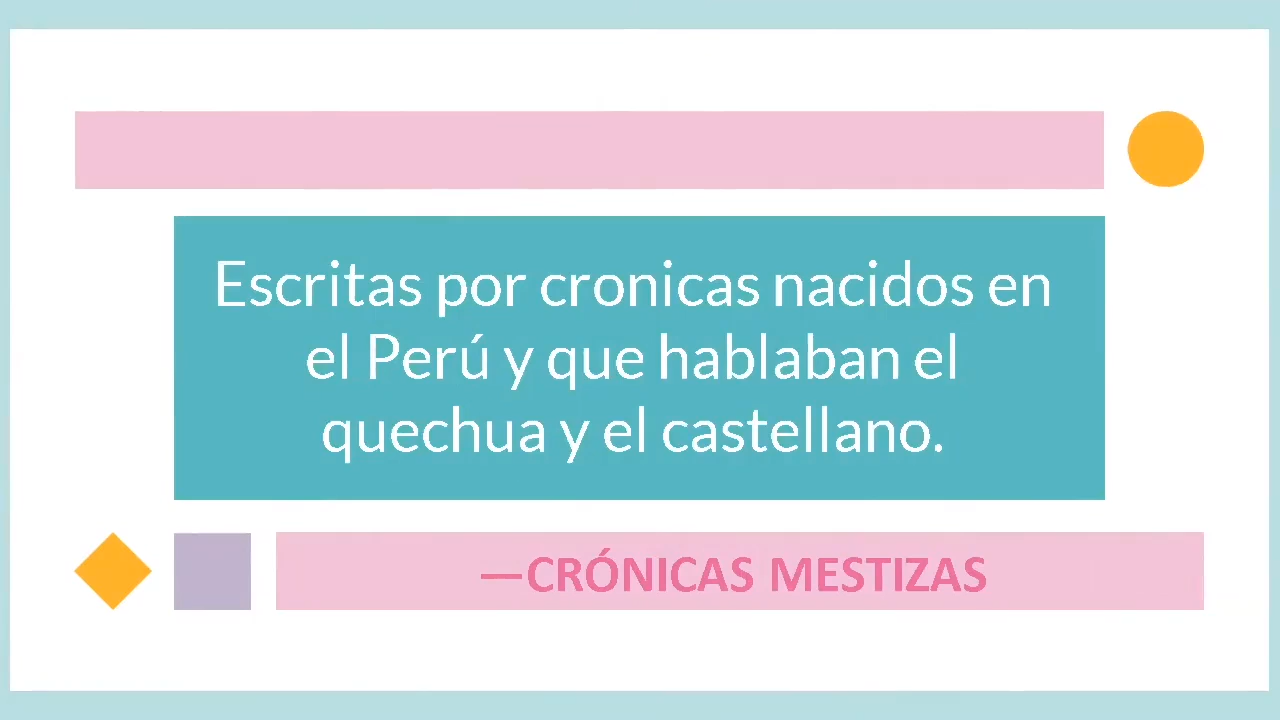 Escritas por cronicas nacidos en
el Perú y que hablaban el
quechua y el castellano.
—CRÓNICAS MESTIZAS